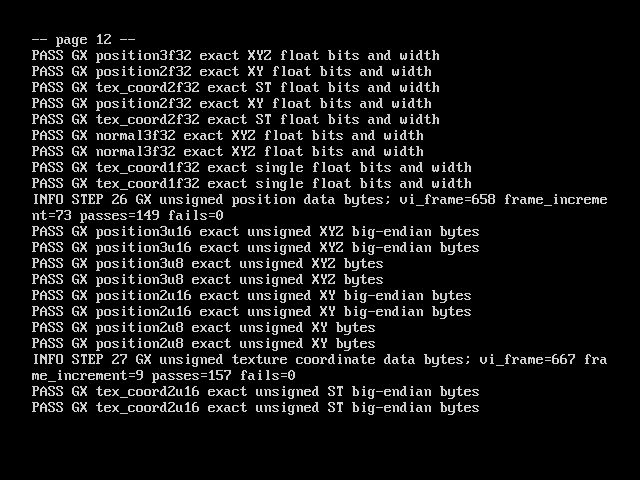 -- page 12 --
PASS GX position3f32 exact XYZ float bits and width
PASS GX position2f32 exact XY float bits and width
PASS GX tex_coord2f32 exact ST float bits and width
PASS GX position2f32 exact XY float bits and width
PASS GX tex_coord2f32 exact ST float bits and width
PASS GX normal3f32 exact XYZ float bits and width
PASS GX normal3f32 exact XYZ float bits and width
PASS GX tex_coord1f32 exact single float bits and width
PASS GX tex_coord1f32 exact single float bits and width
INFO STEP 26 GX unsigned position data bytes; vi_frame=658 frame_increme
nt=73 passes=149 fails=0
PASS GX position3u16 exact unsigned XYZ big-endian bytes
PASS GX position3u16 exact unsigned XYZ big-endian bytes
PASS GX position3u8 exact unsigned XYZ bytes
PASS GX position3u8 exact unsigned XYZ bytes
PASS GX position2u16 exact unsigned XY big-endian bytes
PASS GX position2u16 exact unsigned XY big-endian bytes
PASS GX position2u8 exact unsigned XY bytes
PASS GX position2u8 exact unsigned XY bytes
INFO STEP 27 GX unsigned texture coordinate data bytes; vi_frame=667 fra
me_increment=9 passes=157 fails=0
PASS GX tex_coord2u16 exact unsigned ST big-endian bytes
PASS GX tex_coord2u16 exact unsigned ST big-endian bytes